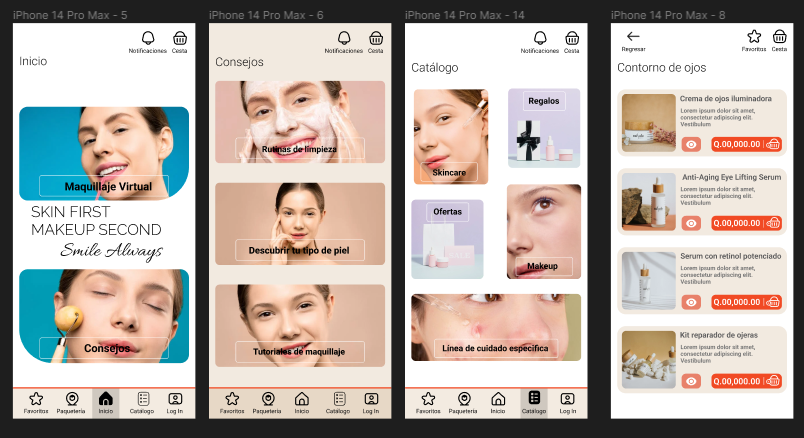 iPhone 14 Pro Max - 5
Notificaciones
Cesta
Inicio
Maquillaje Virtual
SKIN FIRST
MAKEUP SECOND
Smile Always
Consejos
Favoritos
Paquetería
Inicio
Catálogo
Log In
iPhone 14 Pro Max - 6
Notificaciones
Cesta
Consejos
Rutinas de limpieza
Descubrir tu tipo de piel
Tutoriales de maquillaje
Favoritos
Paquetería
Inicio
Catálogo
Log In
iPhone 14 Pro Max - 14
Notificaciones
Cesta
Catálogo
Regalos
Skincare
Ofertas
Makeup
Línea de cuidado específica
Favoritos
Paquetería
Inicio
Catálogo
Log In
iPhone 14 Pro Max - 8
Regresar
Favoritos
Cesta
Contorno de ojos
Crema de ojos iluminadora
Lorem ipsum dolor sit amet,
consectetur adipiscing elit.
Vestibulum
Q.00,000.00
Anti-Aging Eye Lifting Serum
Lorem ipsum dolor sit amet,
consectetur adipiscing elit.
Vestibulum
Q.00,000.00
Serum con retinol potenciado
Lorem ipsum dolor sit amet,
consectetur adipiscing elit.
Vestibulum
Q.00,000.00
Kit reparador de ojeras
Lorem ipsum dolor sit amet,
consectetur adipiscing elit.
Vestibulum
Q.00,000.00